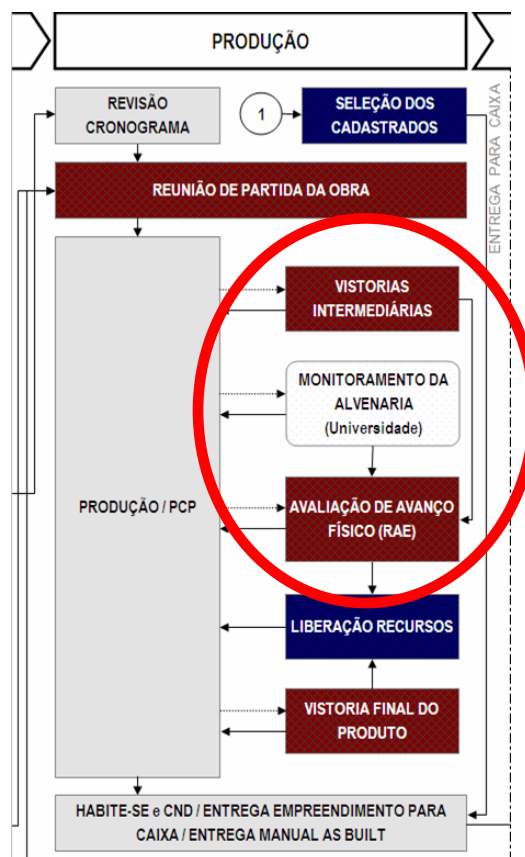 PRODUÇÃO
REVISÃO
CRONOGRAMA
1
SELEÇÃO DOS
CADASTRADOS
ENTREGA PARA CAIXA
REUNIÃO DE PARTIDA DA OBRA
VISTORIAS
INTERMEDIÁRIAS
MONITORAMENTO DA
ALVENARIA
(Universidade)
PRODUÇÃO / PCP
AVALIAÇÃO DE AVANÇO
FÍSICO (RAE)
LIBERAÇÃO RECURSOS
VISTORIA FINAL DO
PRODUTO
HABITE-SE e CND / ENTREGA EMPREENDIMENTO PARA
CAIXA / ENTREGA MANUAL AS BUILT